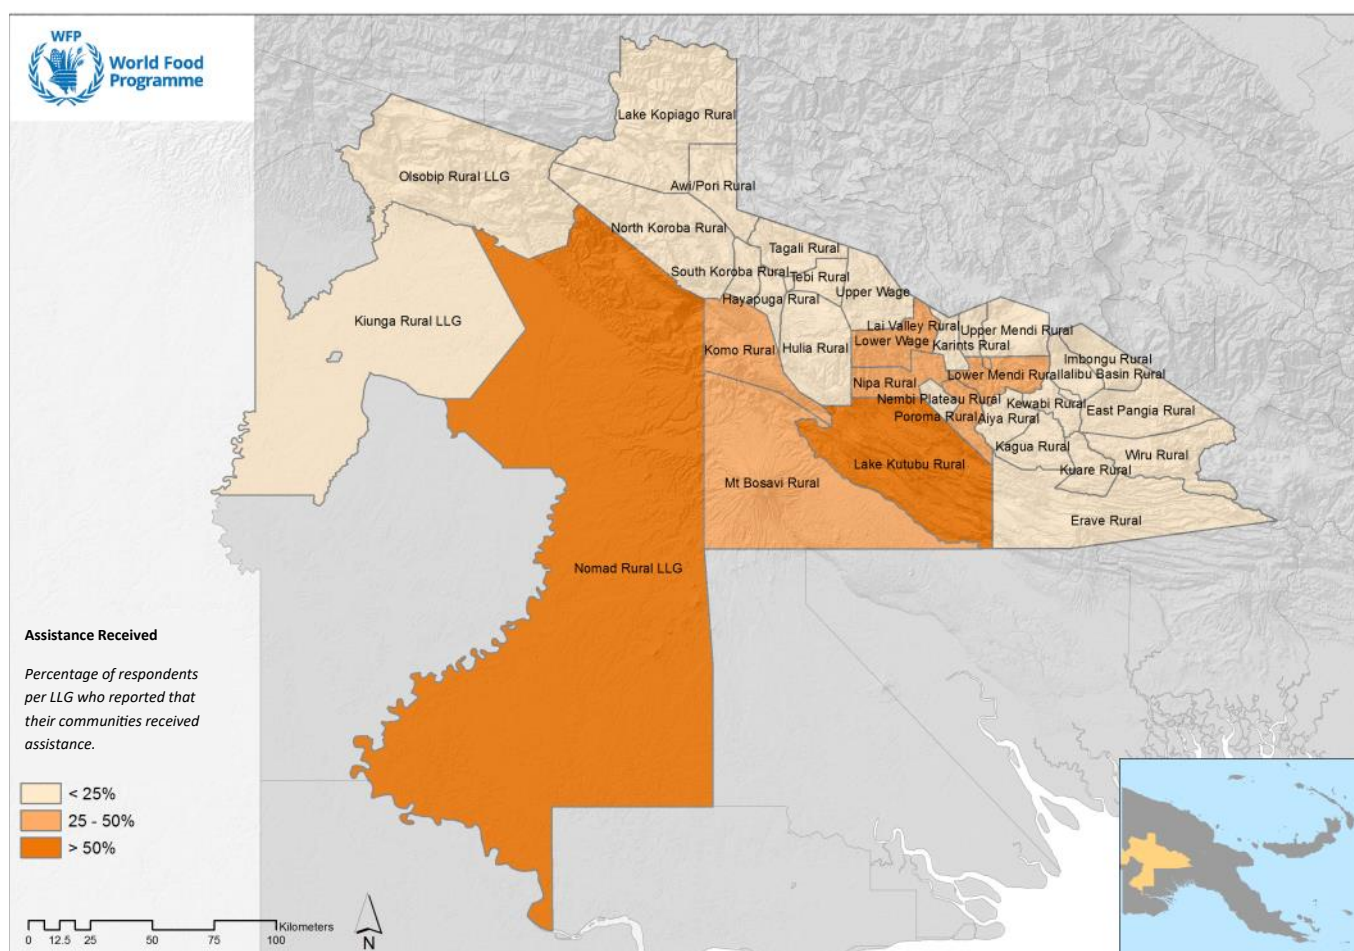 WFP
World Food
Programme
Lake Kopiago Rural
Olsobip Rural LLG
Awi/Pori Rural
North Koroba Rural
Tagali Rural
South Koroba Rural
Tebi Rural
Hayapuga Rural
Upper Wage
Kiunga Rural LLG
Lai Valley Rural
Upper Mendi Rural
Lower Wage
Karints Rural
Komo Rural
Hulia Rural
Imbongu Rural
Lower Mendi Rural
Ialibu Basin Rural
Nipa Rural
Nembi Plateau Rural
Kewabi Rural
East Pangia Rural
Poroma Rural
Aiya Rural
Kagua Rural
Wiru Rural
Lake Kutubu Rural
Kuare Rural
Mt Bosavi Rural
Erave Rural
Nomad Rural LLG
Assistance Received
Percentage of respondents
per LLG who reported that
their communities received
assistance.
< 25%
25 - 50%
> 50%
Kilometers
0 12.5 25 50 75 100
N